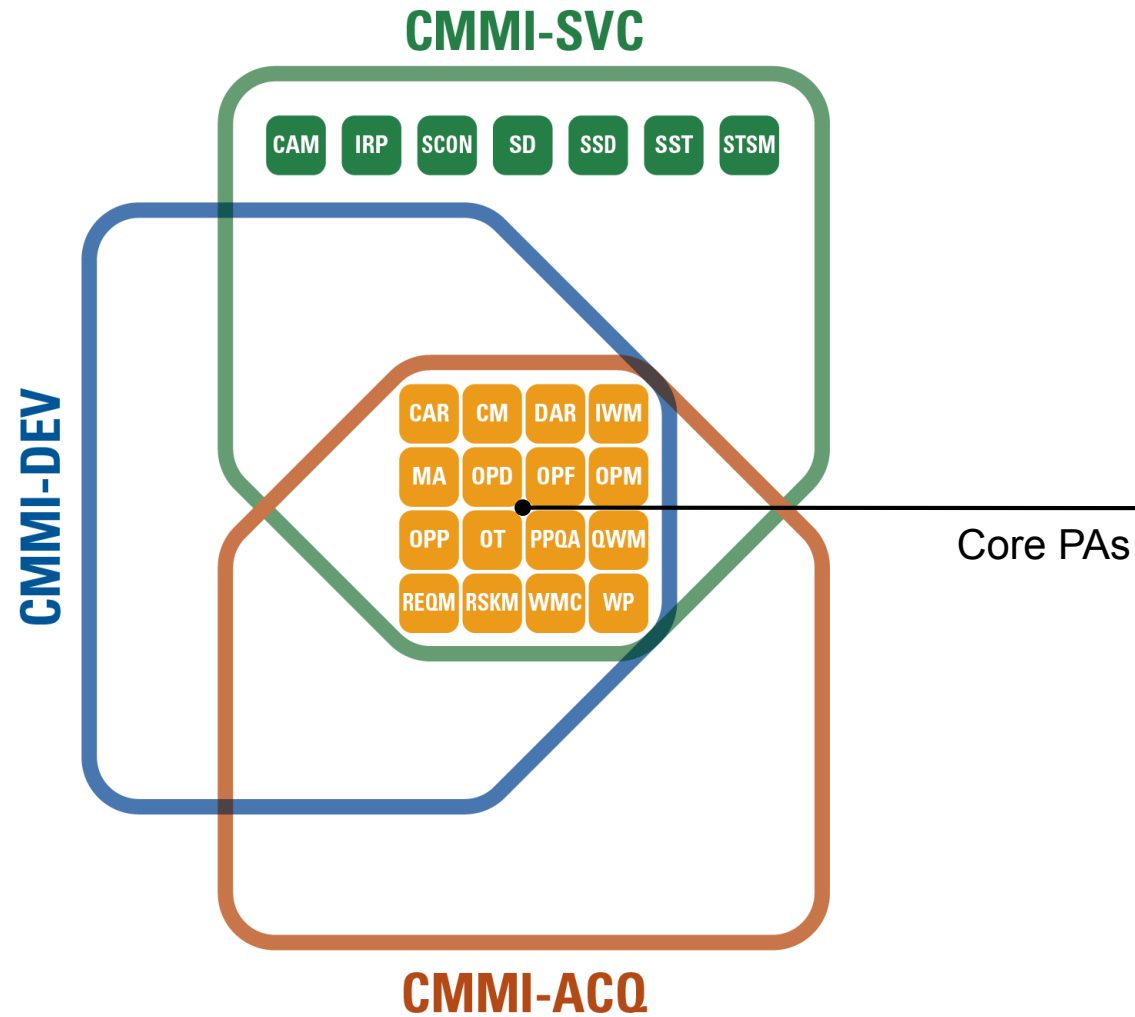 CMMI-SVC
CAM IRP SCON SD SSD SST STSM
CMMI-DEV
CAR CM DAR IWM
MA OPD OPF OPM
OPP OT PPQA QWM
REQM RSKM WMC WP
Core PAs
CMMI-ACQ